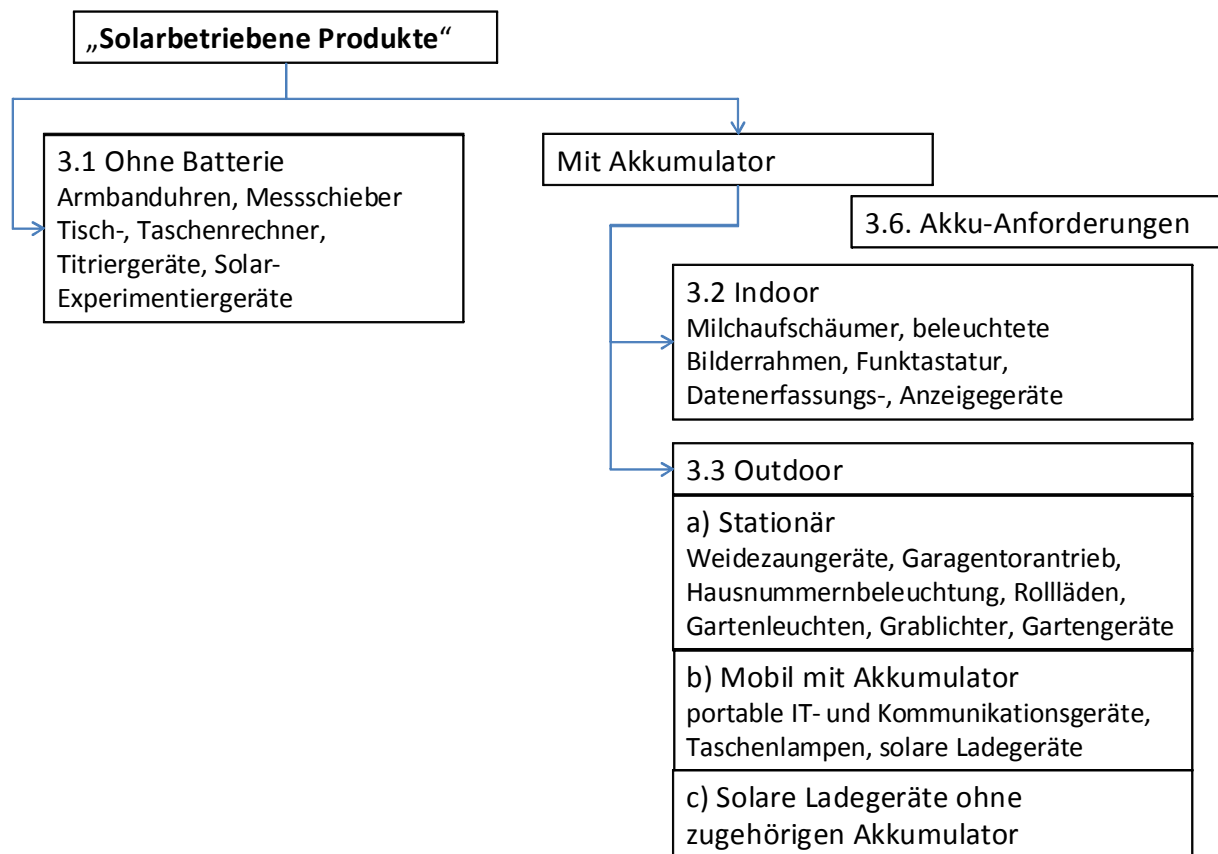 „Solarbetriebene Produkte“
3.1 Ohne Batterie
Armbanduhren, Messschieber
Tisch-, Taschenrechner,
Titriergeräte, Solar-
Experimentiergeräte
Mit Akkumulator
3.6. Akku-Anforderungen
3.2 Indoor
Milchaufschäumer, beleuchtete
Bilderrahmen, Funktastatur,
Datenerfassungs-, Anzeigegeräte
3.3 Outdoor
a) Stationär
Weidezaungeräte, Garagentorantrieb,
Hausnummernbeleuchtung, Rollläden,
Gartenleuchten, Grablichter, Gartengeräte
b) Mobil mit Akkumulator
portable IT- und Kommunikationsgeräte,
Taschenlampen, solare Ladegeräte
c) Solare Ladegeräte ohne
zugehörigen Akkumulator